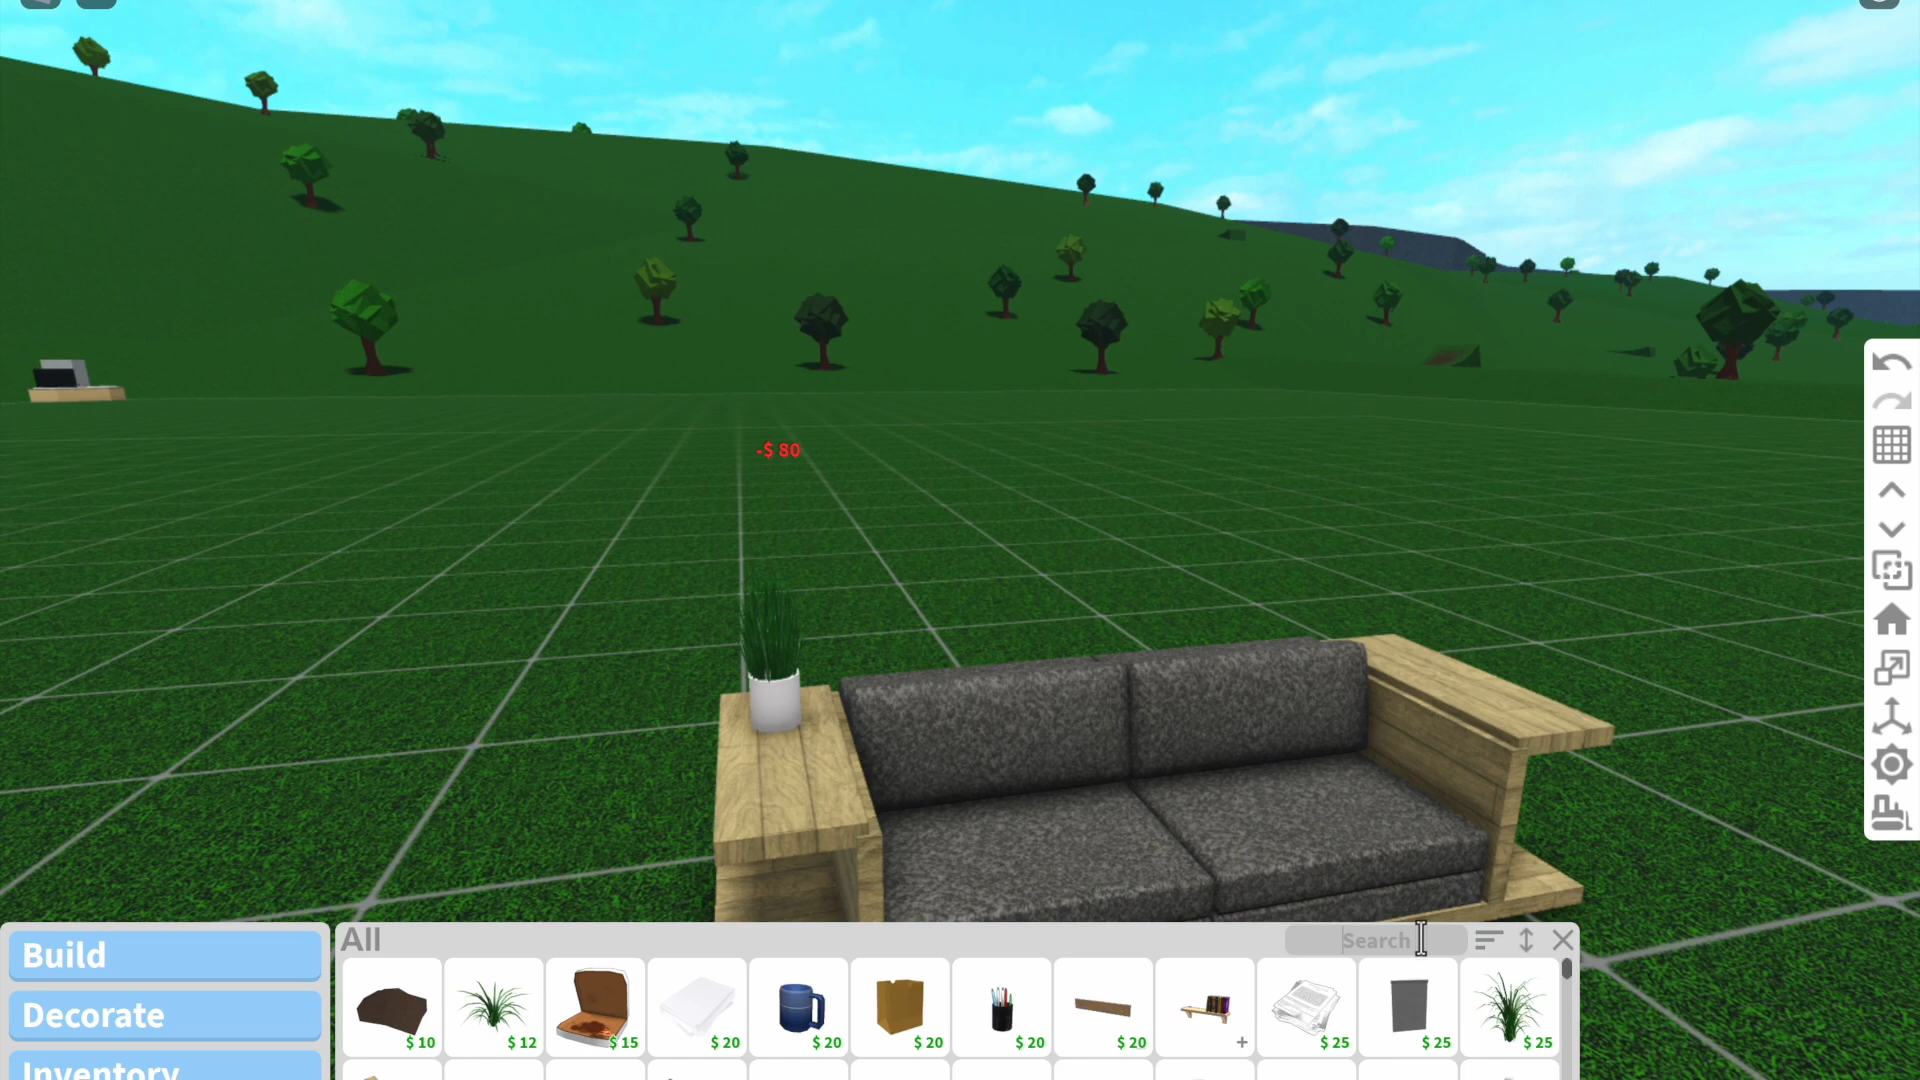 -$ 80
Build
Decorate
Inventory
All
Search
$ 10
$ 12
$ 15
$ 20
$ 20
$ 20
$ 20
$ 20
+
$ 25
$ 25
$ 25